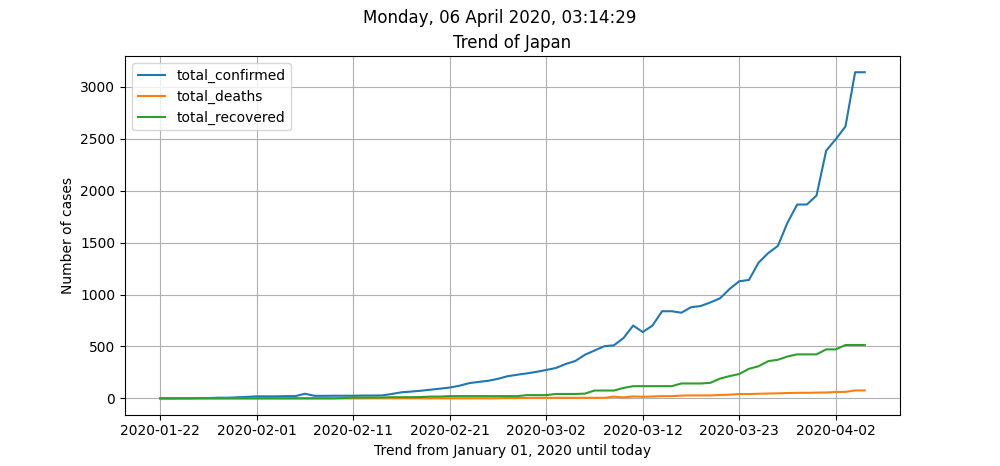 Monday, 06 April 2020, 03:14:29
Trend of Japan
total_confirmed
total_deaths
total_recovered
3000
2500
2000
1500
1000
500
0
Number of cases
2020-01-22 2020-02-01 2020-02-11 2020-02-21 2020-03-02 2020-03-12 2020-03-23 2020-04-02
Trend from January 01, 2020 until today